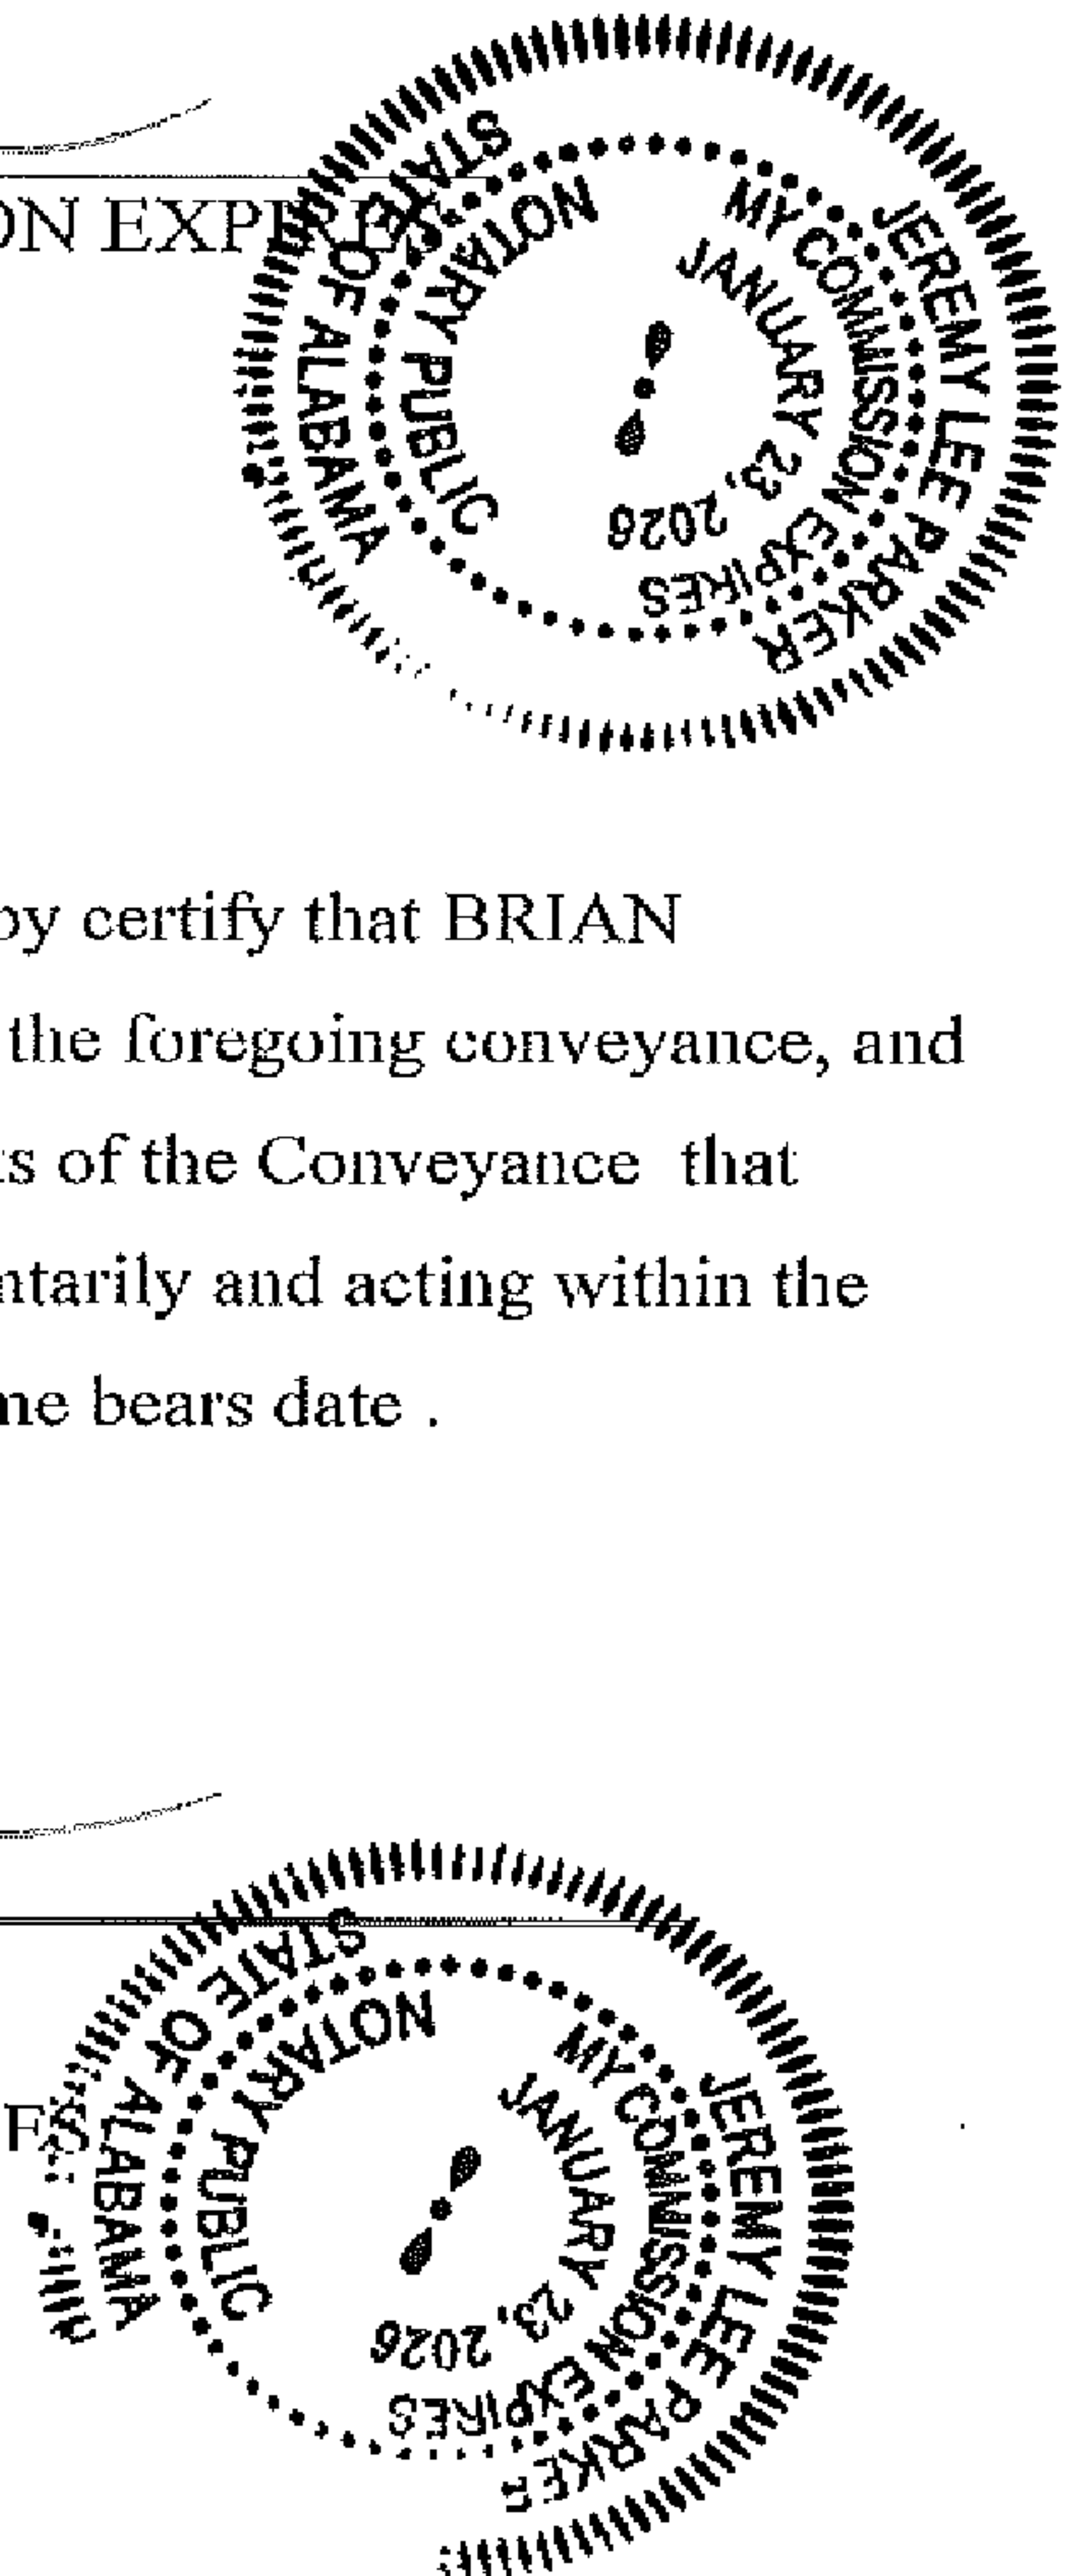 ON EXPIRES
JEREMY LEE PARKER
MY COMMISSION EXPIRES
JANUARY 23, 2026
NOTARY PUBLIC
STATE OF ALABAMA
by certify that BRIAN
the foregoing conveyance, and
ts of the Conveyance that
ntarily and acting within the
me bears date .
ES
JEREMY LEE PARKER
MY COMMISSION EXPIRES
JANUARY 23, 2026
NOTARY PUBLIC
STATE OF ALABAMA